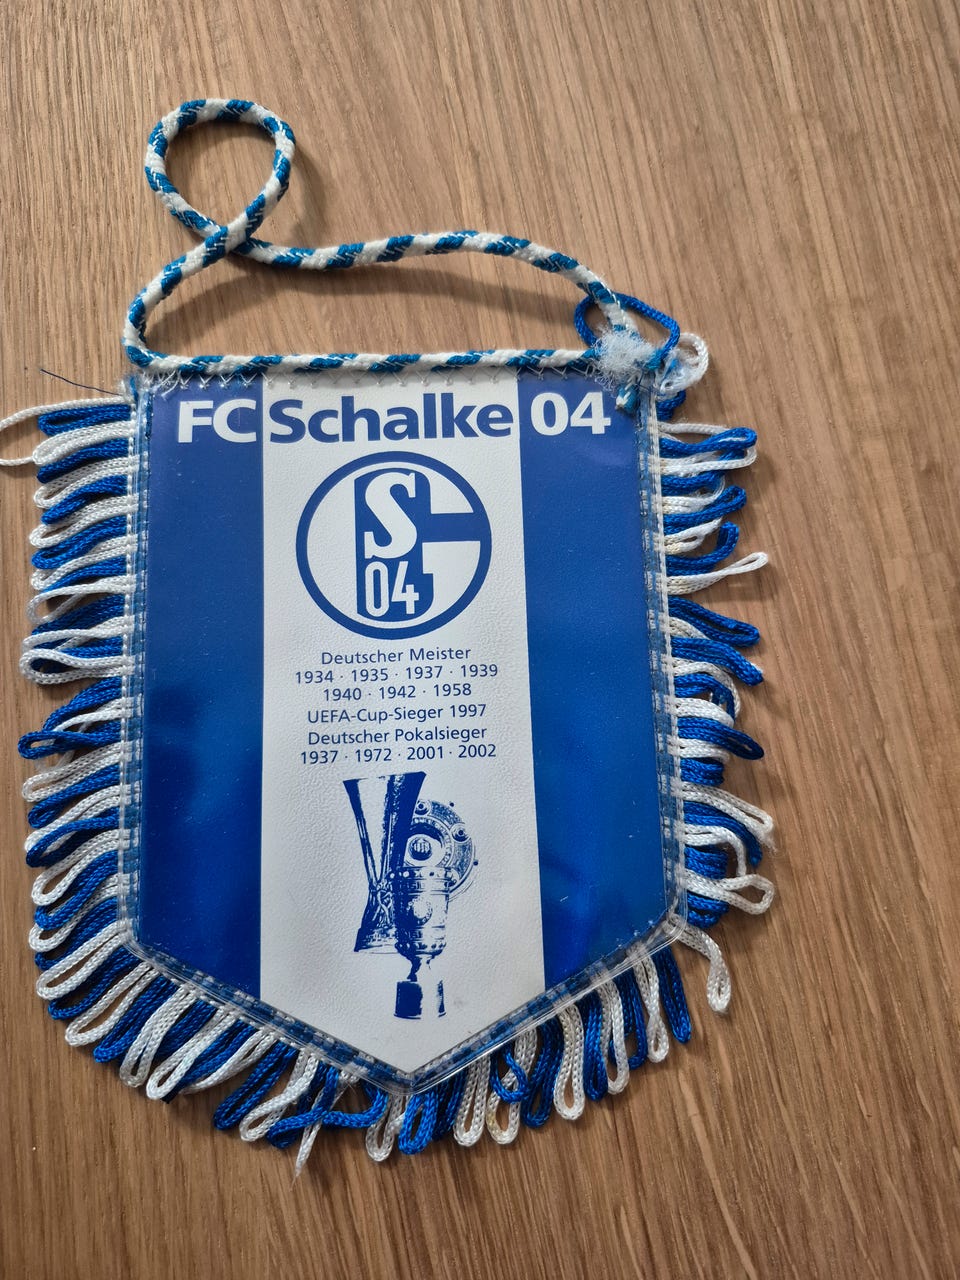 FC Schalke 04
S
04
Deutscher Meister
1934 · 1935 · 1937 · 1939
1940 · 1942 · 1958
UEFA-Cup-Sieger 1997
Deutscher Pokalsieger
1937 · 1972 · 2001 · 2002